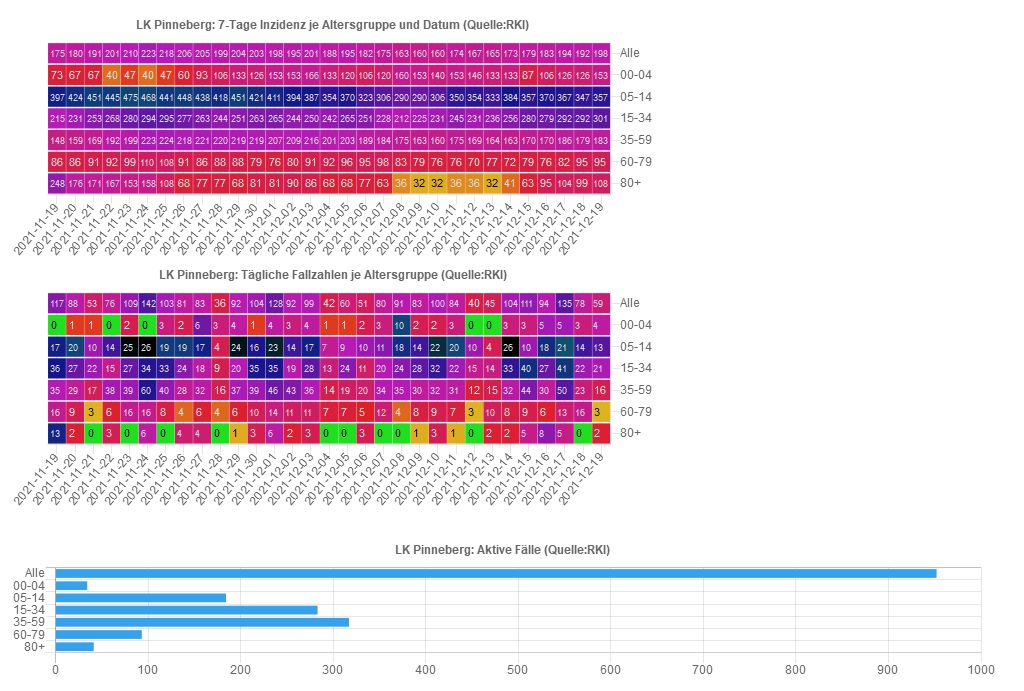 LK Pinneberg: 7-Tage Inzidenz je Altersgruppe und Datum (Quelle:RKI)
175 180 191 201 210 223 218 206 205 199 204 203 198 195 201 188 195 182 175 163 160 160 174 167 165 173 179 183 194 192 198 Alle
73 67 67 40 47 40 47 60 93 106 133 126 153 153 166 133 120 106 120 160 153 140 153 146 133 133 87 106 126 126 153 00-04
397 424 451 445 475 468 441 448 438 418 451 421 411 394 387 354 370 323 306 290 290 306 350 354 333 384 357 370 367 347 357 05-14
215 231 253 268 280 294 295 277 263 244 251 263 265 244 250 242 265 251 228 212 225 231 245 231 236 256 280 279 292 292 301 15-34
148 159 169 192 199 223 224 218 221 220 219 219 207 209 216 201 203 189 184 175 163 160 175 169 164 163 170 170 186 179 183 35-59
86 86 91 92 99 110 108 91 86 88 88 79 76 80 91 92 96 95 98 83 79 76 76 70 77 72 79 76 82 95 95 60-79
248 176 171 167 153 158 108 68 77 77 68 81 81 90 86 68 68 77 63 36 32 32 36 36 32 41 63 95 104 99 108 80+
2021-11-19 2021-11-20 2021-11-21 2021-11-22 2021-11-23 2021-11-24 2021-11-25 2021-11-26 2021-11-27 2021-11-28 2021-11-29 2021-11-30 2021-12-01 2021-12-02 2021-12-03 2021-12-04 2021-12-05 2021-12-06 2021-12-07 2021-12-08 2021-12-09 2021-12-10 2021-12-11 2021-12-12 2021-12-13 2021-12-14 2021-12-15 2021-12-16 2021-12-17 2021-12-18 2021-12-19
LK Pinneberg: Tägliche Fallzahlen je Altersgruppe (Quelle:RKI)
117 88 53 76 109 142 103 81 83 36 92 104 128 92 99 42 60 51 80 91 83 100 84 40 45 104 111 94 135 78 59 Alle
0 1 1 0 2 0 3 2 6 3 4 1 4 3 4 1 1 2 3 10 2 2 3 0 0 3 3 5 5 3 4 00-04
17 20 10 14 25 26 19 19 17 4 24 16 23 14 17 7 9 10 11 18 14 22 20 10 4 26 10 18 21 14 13 05-14
36 27 22 15 27 34 33 24 18 9 20 35 35 19 28 13 24 11 20 24 28 32 22 15 14 33 40 27 41 22 21 15-34
35 29 17 38 39 60 40 28 32 16 37 39 46 43 36 14 19 20 34 35 30 32 31 12 15 32 44 30 50 23 16 35-59
16 9 3 6 16 16 8 4 6 4 6 10 14 11 11 7 7 5 12 4 8 9 7 3 10 8 9 6 13 16 3 60-79
13 2 0 3 0 6 0 4 4 0 1 3 6 2 3 0 0 3 0 0 1 3 1 0 2 2 5 8 5 0 2 80+
2021-11-19 2021-11-20 2021-11-21 2021-11-22 2021-11-23 2021-11-24 2021-11-25 2021-11-26 2021-11-27 2021-11-28 2021-11-29 2021-11-30 2021-12-01 2021-12-02 2021-12-03 2021-12-04 2021-12-05 2021-12-06 2021-12-07 2021-12-08 2021-12-09 2021-12-10 2021-12-11 2021-12-12 2021-12-13 2021-12-14 2021-12-15 2021-12-16 2021-12-17 2021-12-18 2021-12-19
LK Pinneberg: Aktive Fälle (Quelle:RKI)
Alle
00-04
05-14
15-34
35-59
60-79
80+
0 100 200 300 400 500 600 700 800 900 1000